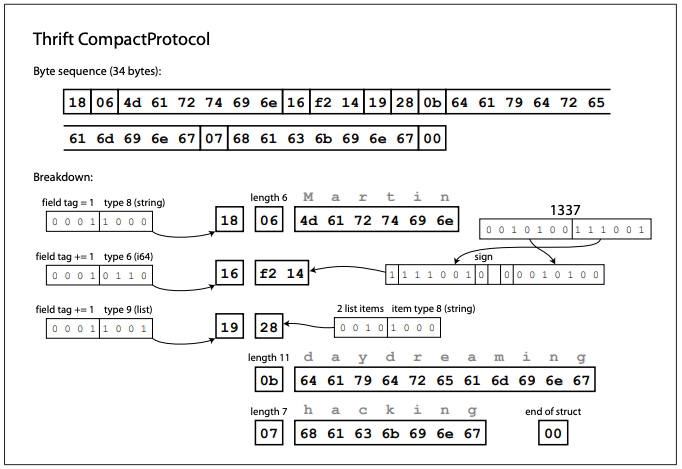 Thrift CompactProtocol
Byte sequence (34 bytes):
18 06 4d 61 72 74 69 6e 16 f2 14 19 28 0b 64 61 79 64 72 65
61 6d 69 6e 67 07 68 61 63 6b 69 6e 67 00
Breakdown:
length 6 M a r t i n
field tag = 1 type 8 (string)
0 0 0 1 1 0 0 0 18 06 4d 61 72 74 69 6e
1337
0 0 1 0 1 0 0 1 1 1 0 0 1
field tag += 1 type 6 (i64) sign
0 0 0 1 0 1 1 0 16 f2 14 1 1 1 1 0 0 1 0 0 0 0 1 0 1 0 0
field tag += 1 type 9 (list) 2 list items item type 8 (string)
0 0 0 1 1 0 0 1 19 28 0 0 1 0 1 0 0 0
length 11 d a y d r e a m i n g
0b 64 61 79 64 72 65 61 6d 69 6e 67
length 7 h a c k i n g end of struct
07 68 61 63 6b 69 6e 67 00